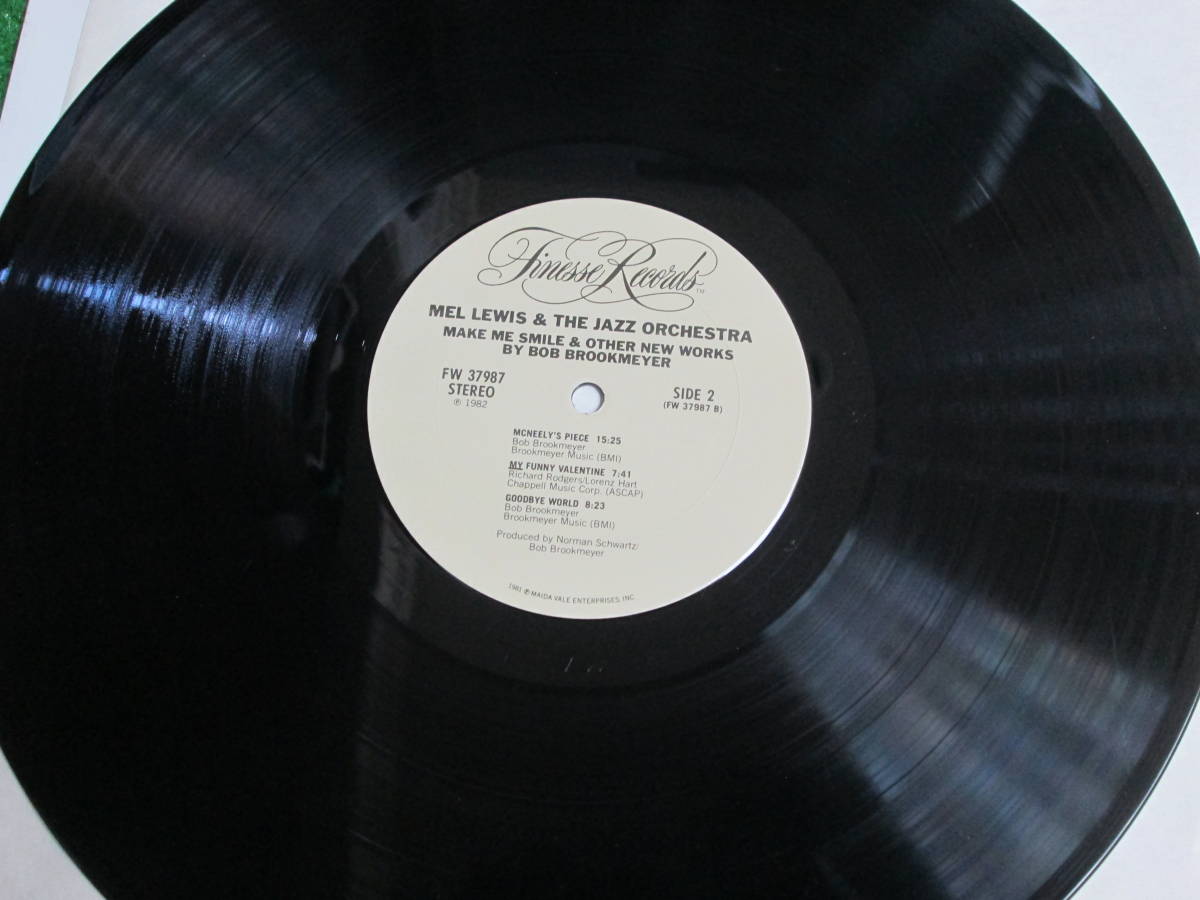 Finesse Records TM
MEL LEWIS & THE JAZZ ORCHESTRA
MAKE ME SMILE & OTHER NEW WORKS
BY BOB BROOKMEYER
FW 37987
STEREO
℗ 1982
SIDE 2
(FW 37987 B)
MCNEELY'S PIECE 15:25
Bob Brookmeyer
Brookmeyer Music (BMI)
MY FUNNY VALENTINE 7:41
Richard Rodgers/Lorenz Hart
Chappell Music Corp. (ASCAP)
GOODBYE WORLD 8:23
Bob Brookmeyer
Brookmeyer Music (BMI)
Produced by Norman Schwartz/
Bob Brookmeyer
1981 ℗ MAIDA VALE ENTERPRISES, INC.